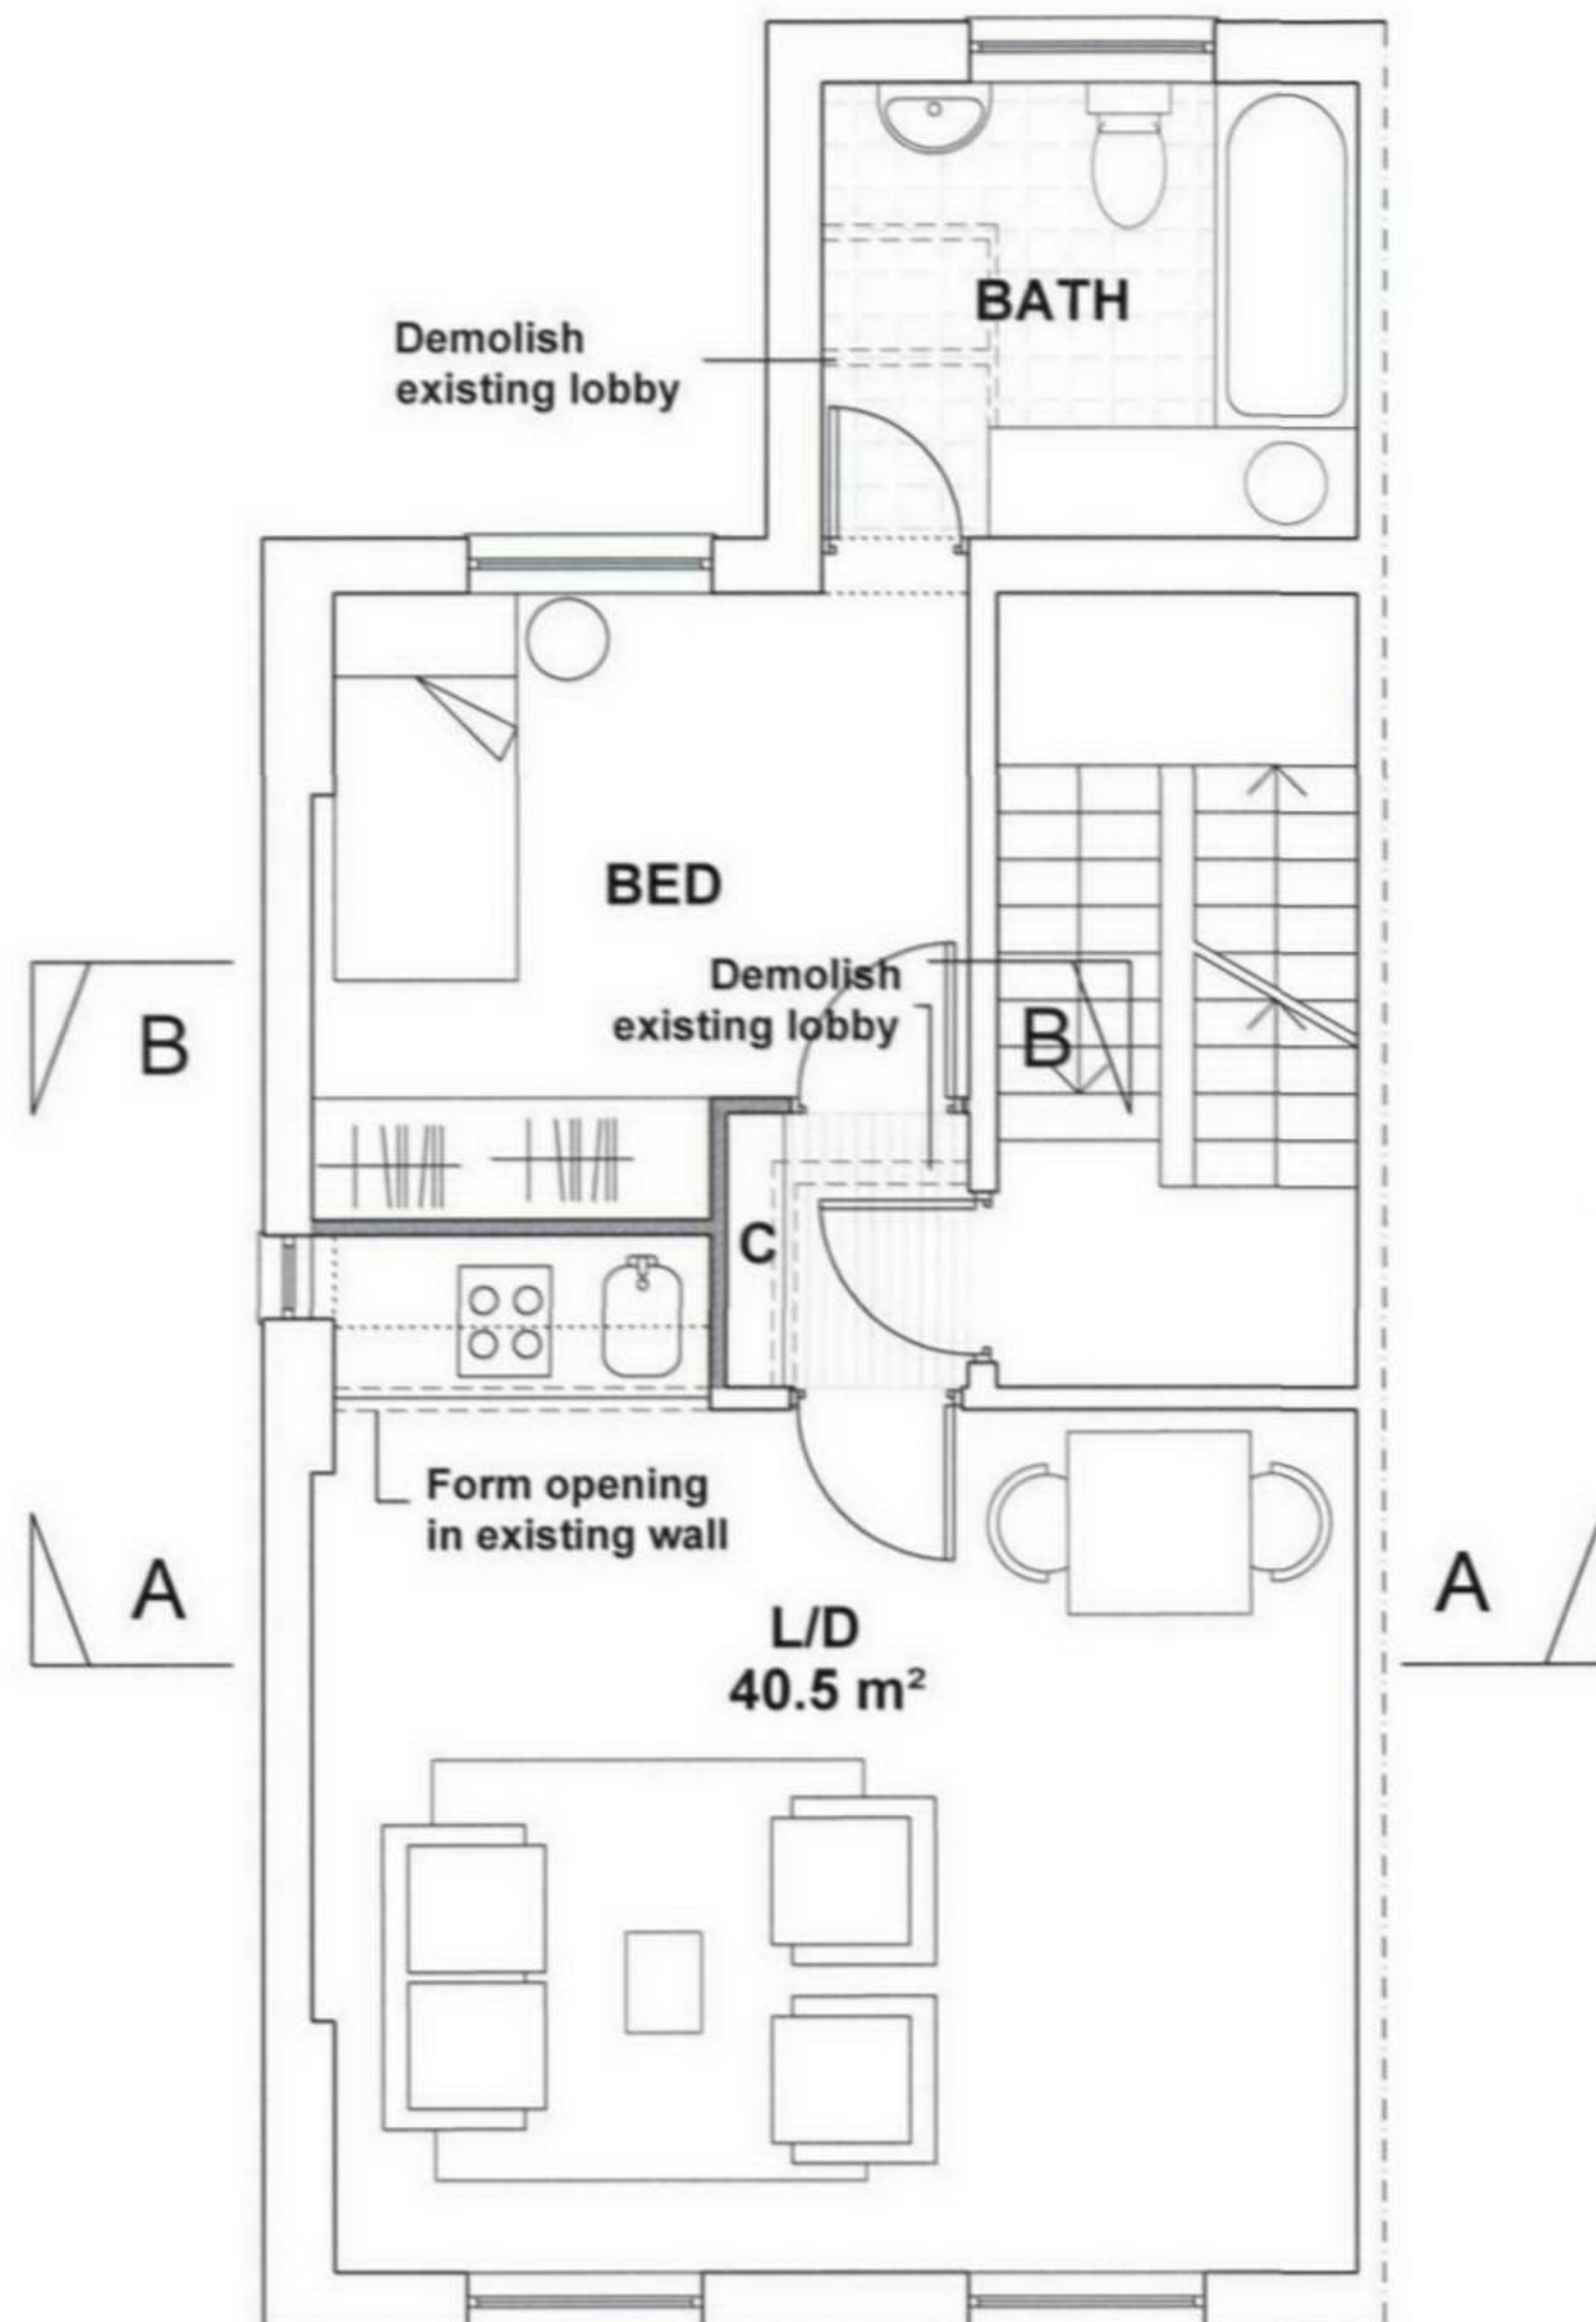 BATH
Demolish
existing lobby
BED
Demolish
existing lobby
B
B
C
Form opening
in existing wall
A
A
L/D
40.5 m²